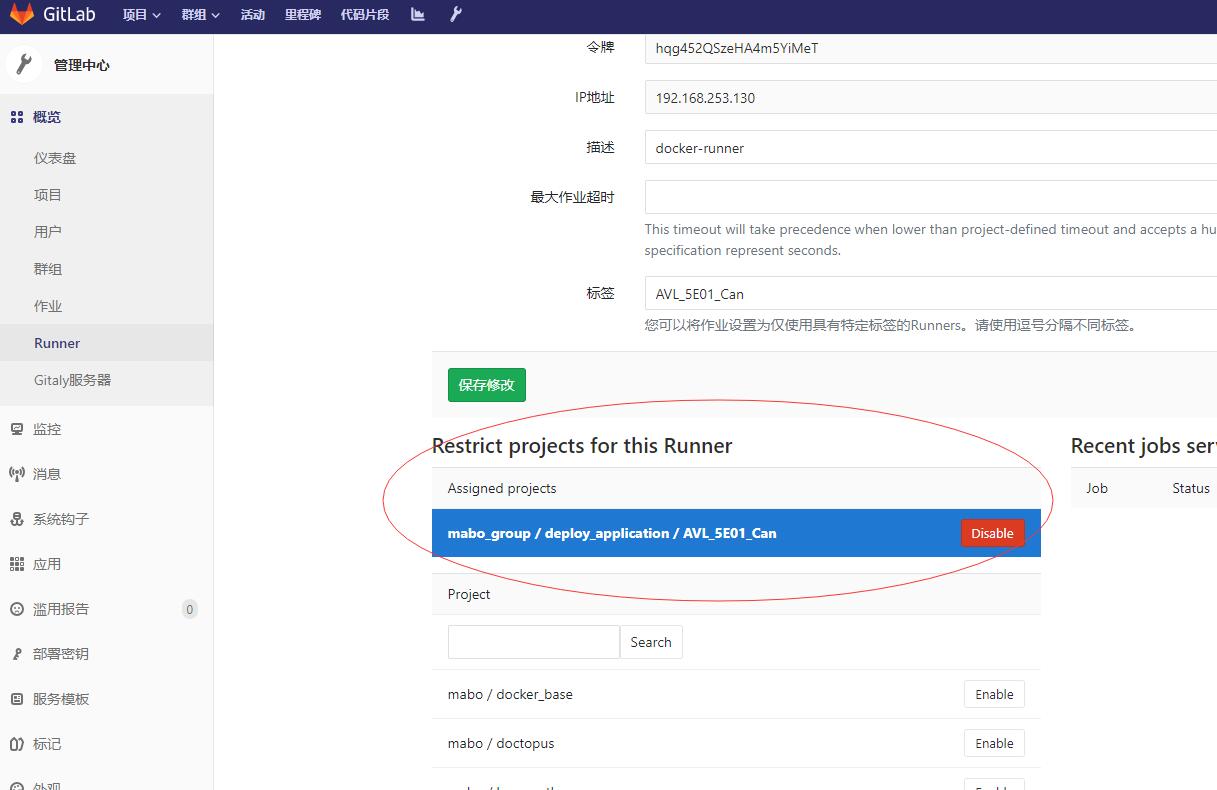 GitLab 项目 群组 活动 里程碑 代码片段
管理中心
概览
仪表盘
项目
用户
群组
作业
Runner
Gitaly服务器
监控
消息
系统钩子
应用
滥用报告 0
部署密钥
服务模板
标记
外观
令牌 hqg452QSzeHA4m5YiMeT
IP地址 192.168.253.130
描述 docker-runner
最大作业超时
This timeout will take precedence when lower than project-defined timeout and accepts a hu
specification represent seconds.
标签 AVL_5E01_Can
您可以将作业设置为仅使用具有特定标签的Runners。请使用逗号分隔不同标签。
保存修改
Restrict projects for this Runner
Assigned projects
mabo_group / deploy_application / AVL_5E01_Can Disable
Project
Search
mabo / docker_base Enable
mabo / doctopus Enable
Recent jobs ser
Job Status